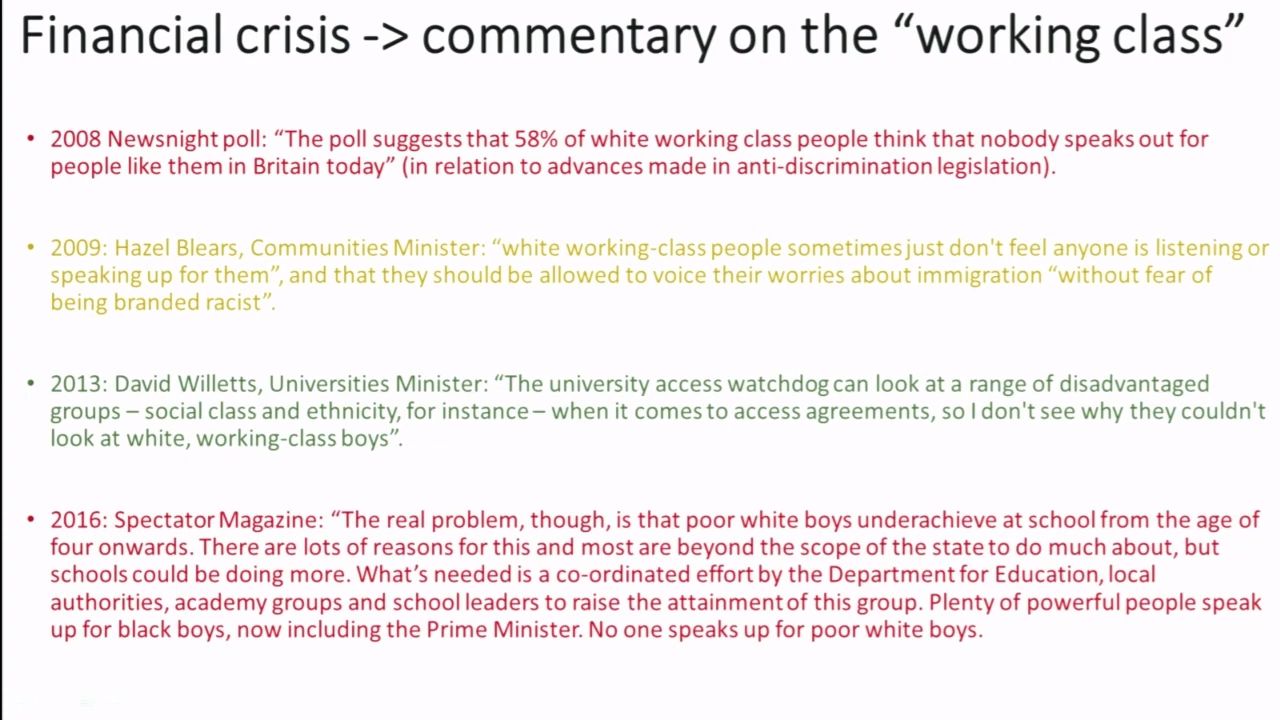 Financial crisis -> commentary on the “working class”
• 2008 Newsnight poll: “The poll suggests that 58% of white working class people think that nobody speaks out for
people like them in Britain today” (in relation to advances made in anti-discrimination legislation).
• 2009: Hazel Blears, Communities Minister: “white working-class people sometimes just don't feel anyone is listening or
speaking up for them”, and that they should be allowed to voice their worries about immigration “without fear of
being branded racist”.
• 2013: David Willetts, Universities Minister: “The university access watchdog can look at a range of disadvantaged
groups – social class and ethnicity, for instance – when it comes to access agreements, so I don't see why they couldn't
look at white, working-class boys”.
• 2016: Spectator Magazine: “The real problem, though, is that poor white boys underachieve at school from the age of
four onwards. There are lots of reasons for this and most are beyond the scope of the state to do much about, but
schools could be doing more. What’s needed is a co-ordinated effort by the Department for Education, local
authorities, academy groups and school leaders to raise the attainment of this group. Plenty of powerful people speak
up for black boys, now including the Prime Minister. No one speaks up for poor white boys.